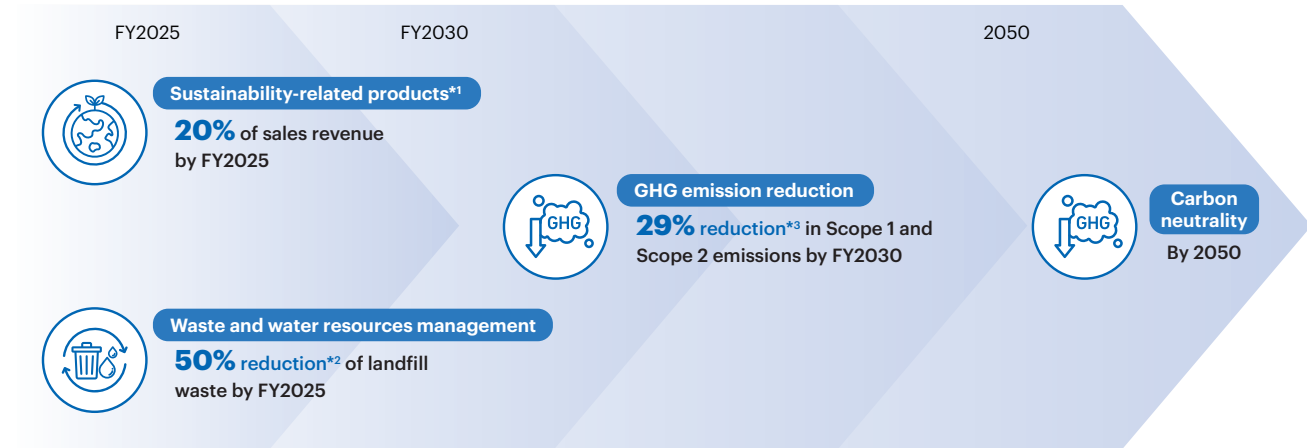 FY2025
FY2030
2050
Sustainability-related products*1
20% of sales revenue
by FY2025
GHG
GHG emission reduction
29% reduction*3 in Scope 1 and
Scope 2 emissions by FY2030
GHG
Carbon
neutrality
By 2050
Waste and water resources management
50% reduction*2 of landfill
waste by FY2025